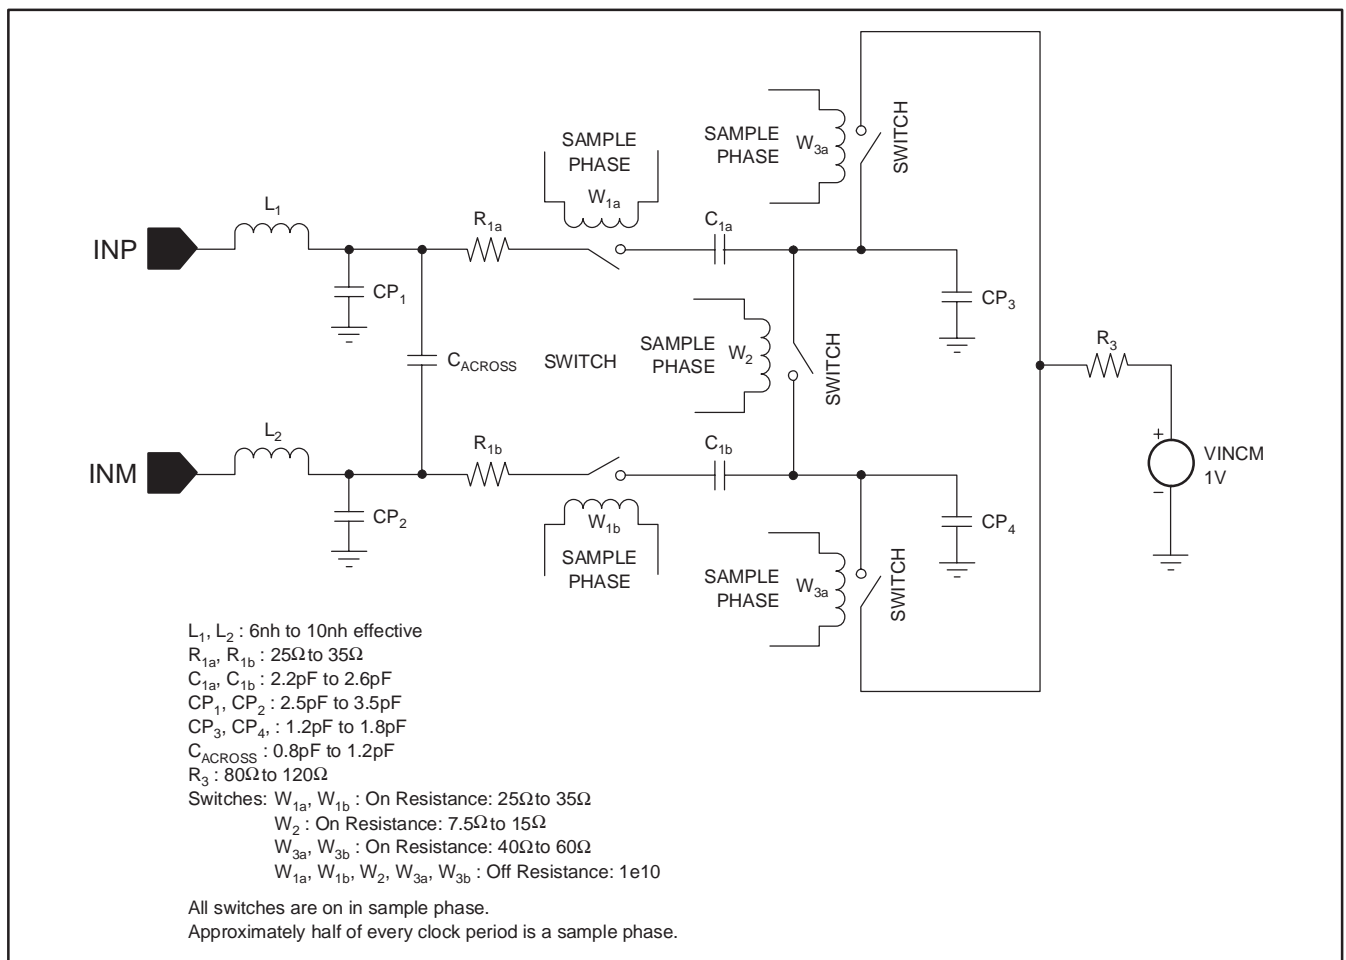 SAMPLE
PHASE
W3a
SWITCH
SAMPLE
PHASE
W1a
L1
R1a
C1a
INP
CP1
CP3
SAMPLE
PHASE
W2
SWITCH
CACROSS
SWITCH
R3
L2
R1b
C1b
+
VINCM
1V
−
INM
CP2
W1b
SAMPLE
PHASE
CP4
SAMPLE
PHASE
W3a
SWITCH
L1, L2 : 6nh to 10nh effective
R1a, R1b : 25Ω to 35Ω
C1a, C1b : 2.2pF to 2.6pF
CP1, CP2 : 2.5pF to 3.5pF
CP3, CP4, : 1.2pF to 1.8pF
CACROSS : 0.8pF to 1.2pF
R3 : 80Ω to 120Ω
Switches: W1a, W1b : On Resistance: 25Ω to 35Ω
W2 : On Resistance: 7.5Ω to 15Ω
W3a, W3b : On Resistance: 40Ω to 60Ω
W1a, W1b, W2, W3a, W3b : Off Resistance: 1e10
All switches are on in sample phase.
Approximately half of every clock period is a sample phase.